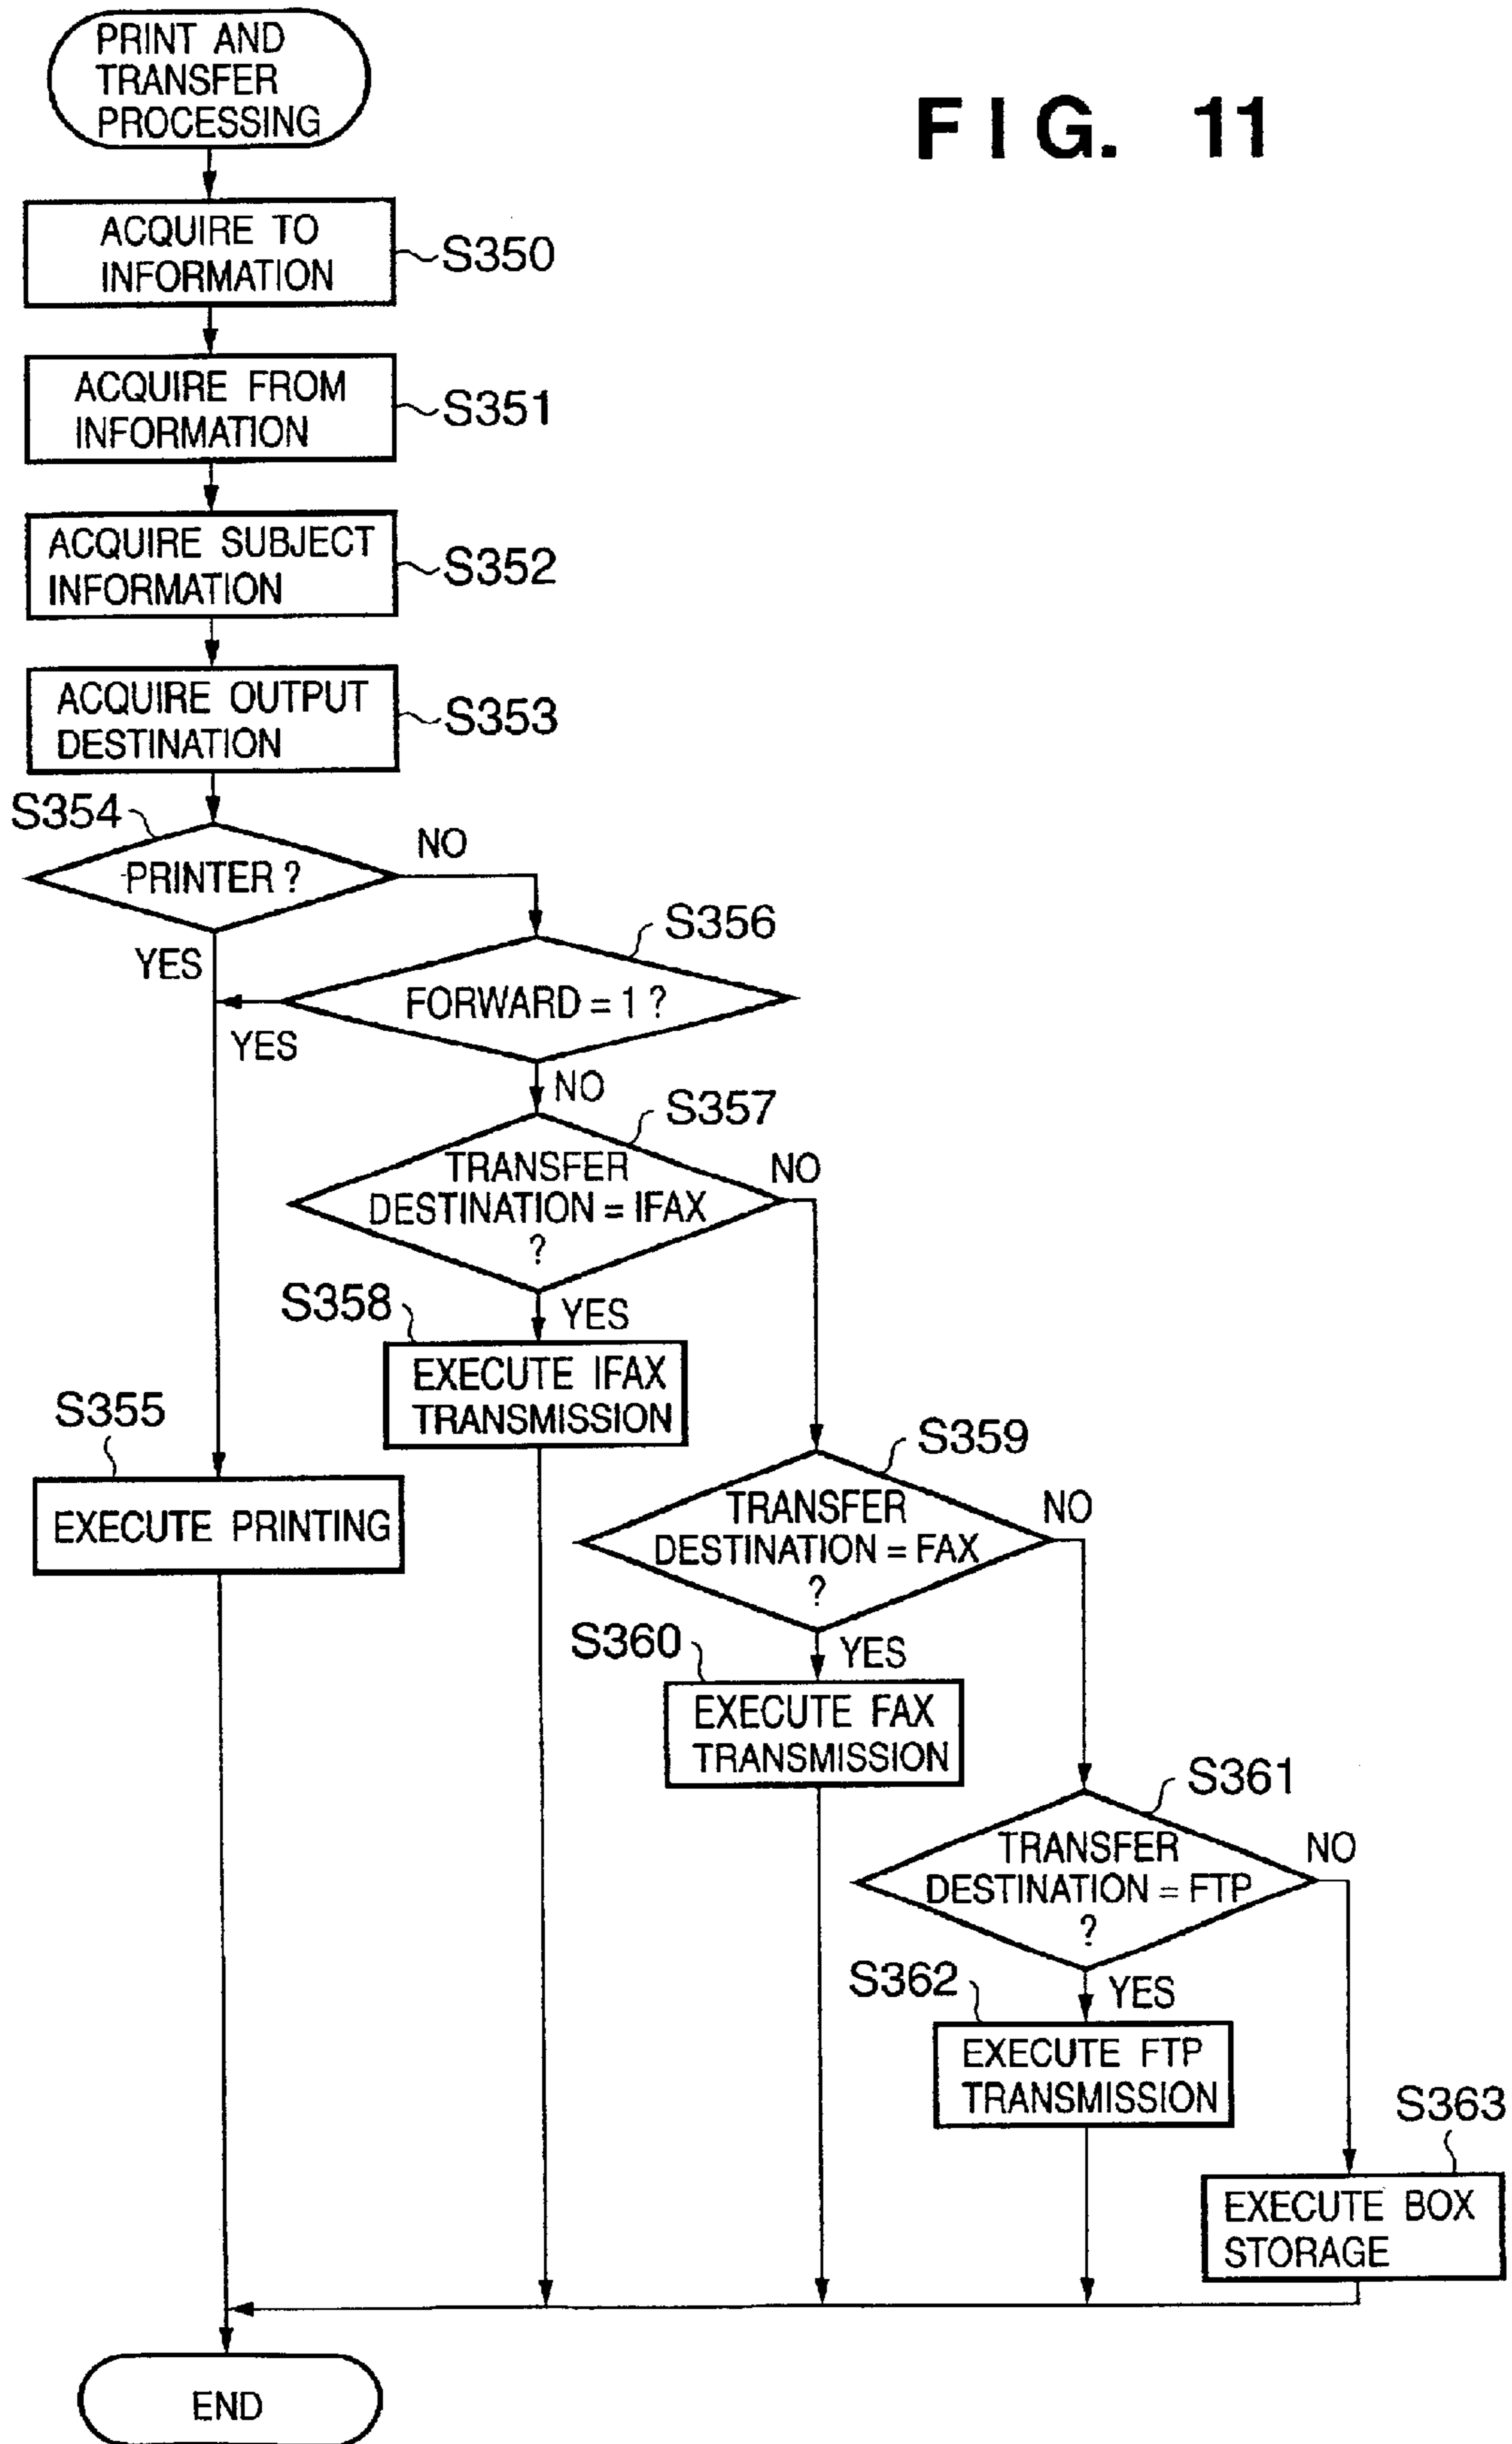 PRINT AND
TRANSFER
PROCESSING
FIG. 11
ACQUIRE TO
INFORMATION
S350
ACQUIRE FROM
INFORMATION
S351
ACQUIRE SUBJECT
INFORMATION
S352
ACQUIRE OUTPUT
DESTINATION
S353
S354
PRINTER ?
NO
YES
S356
FORWARD = 1 ?
YES
NO
S357
TRANSFER
DESTINATION = IFAX
?
NO
S358
YES
EXECUTE IFAX
TRANSMISSION
S355
EXECUTE PRINTING
S359
TRANSFER
DESTINATION = FAX
?
NO
S360
YES
EXECUTE FAX
TRANSMISSION
S361
TRANSFER
DESTINATION = FTP
?
NO
S362
YES
EXECUTE FTP
TRANSMISSION
S363
EXECUTE BOX
STORAGE
END